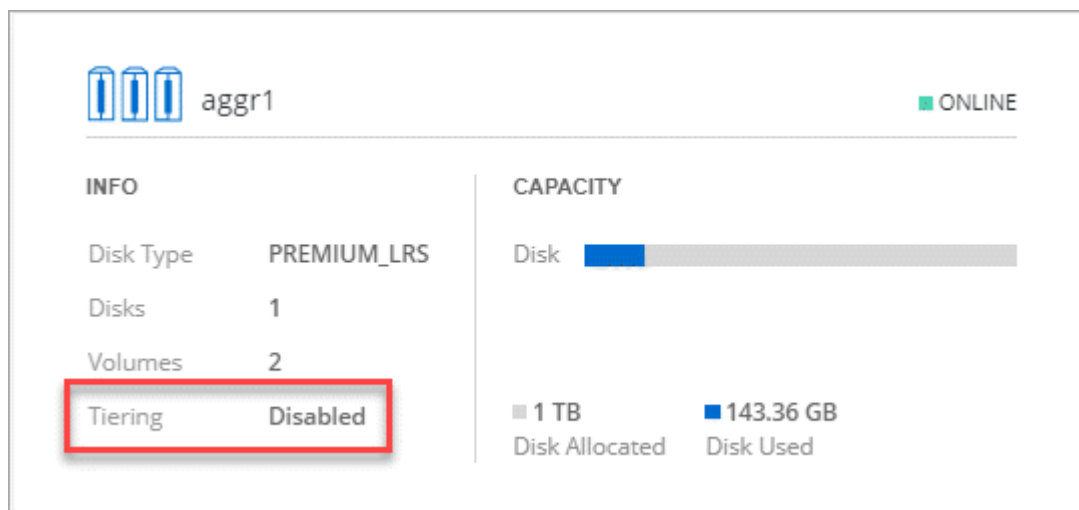 aggr1
ONLINE
INFO
Disk Type PREMIUM_LRS
Disks 1
Volumes 2
Tiering Disabled
CAPACITY
Disk
1 TB
Disk Allocated
143.36 GB
Disk Used